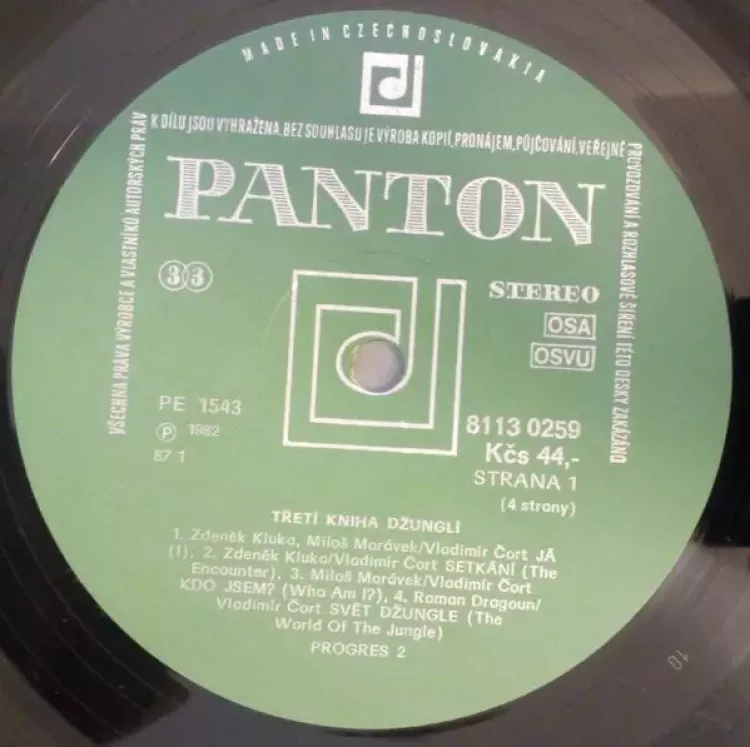 MADE IN CZECHOSLOVAKIA
VŠECHNA PRÁVA VÝROBCE A VLASTNÍKŮ AUTORSKÝCH PRÁV
K DÍLU JSOU VYHRAŽENA. BEZ SOUHLASU JE VÝROBA KOPIÍ, PRONÁJEM, PŮJČOVÁNÍ, VEŘEJNÉ
PROVOZOVÁNÍ A ROZHLASOVÉ ŠÍŘENÍ TÉTO DESKY ZAKÁZÁNO
PANTON
33
STEREO
OSA
OSVU
PE 1543
Ⓟ 1982
87 1
8113 0259
Kčs 44,-
STRANA 1
(4 strany)
TŘETÍ KNIHA DŽUNGLÍ
1. Zdeněk Kluka, Miloš Morávek/Vladimír Čort JÁ
(I), 2. Zdeněk Kluka/Vladimír Čort SETKÁNÍ (The
Encounter), 3. Miloš Morávek/Vladimír Čort
KDO JSEM? (Who Am I?), 4. Roman Dragoun/
Vladimír Čort SVĚT DŽUNGLE (The
World Of The Jungle)
PROGRES 2
10